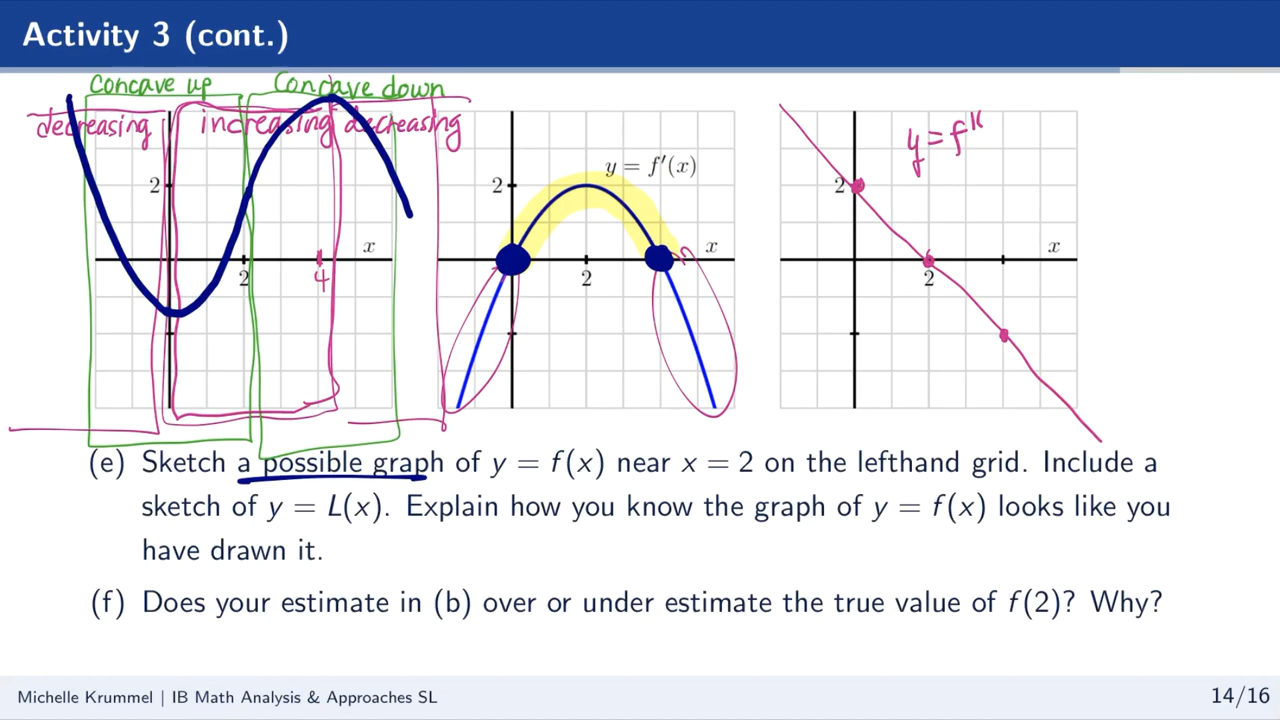 Activity 3 (cont.)
Concave up
Concave down
decreasing
increasing
decreasing
2
x
2
4
y = f′(x)
2
x
2
y = f"
2
x
2
(e) Sketch a possible graph of y = f(x) near x = 2 on the lefthand grid. Include a
sketch of y = L(x). Explain how you know the graph of y = f(x) looks like you
have drawn it.
(f) Does your estimate in (b) over or under estimate the true value of f(2)? Why?
Michelle Krummel | IB Math Analysis & Approaches SL
14/16